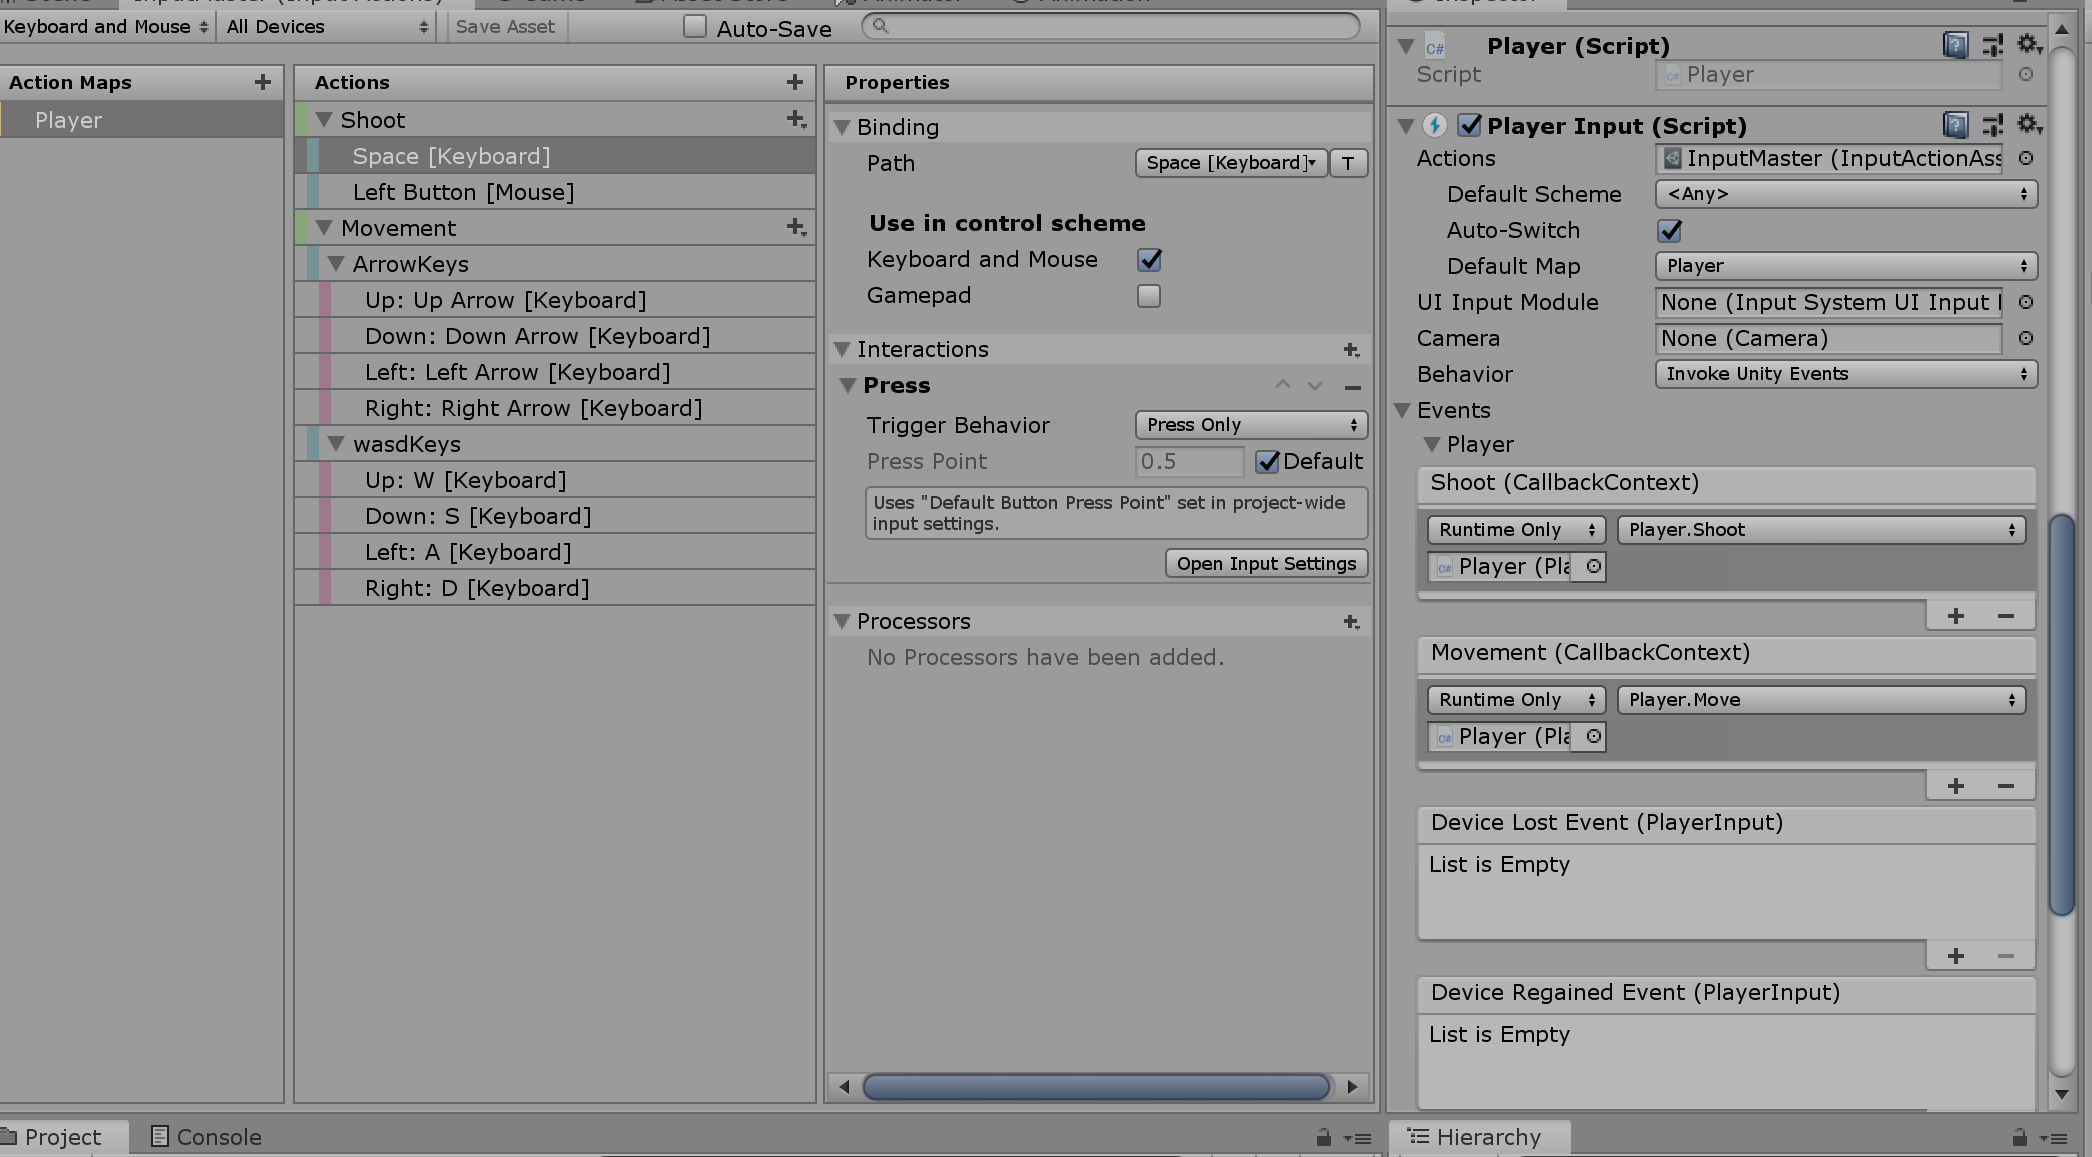 Keyboard and Mouse
All Devices
Save Asset
Auto-Save
Action Maps
Player
Actions
Shoot
Space [Keyboard]
Left Button [Mouse]
Movement
ArrowKeys
Up: Up Arrow [Keyboard]
Down: Down Arrow [Keyboard]
Left: Left Arrow [Keyboard]
Right: Right Arrow [Keyboard]
wasdKeys
Up: W [Keyboard]
Down: S [Keyboard]
Left: A [Keyboard]
Right: D [Keyboard]
Properties
Binding
Path Space [Keyboard] T
Use in control scheme
Keyboard and Mouse
Gamepad
Interactions
Press
Trigger Behavior Press Only
Press Point 0.5 Default
Uses "Default Button Press Point" set in project-wide
input settings.
Open Input Settings
Processors
No Processors have been added.
Inspector
C# Player (Script)
Script Player
Player Input (Script)
Actions InputMaster (InputActionAss
Default Scheme <Any>
Auto-Switch
Default Map Player
UI Input Module None (Input System UI Input
Camera None (Camera)
Behavior Invoke Unity Events
Events
Player
Shoot (CallbackContext)
Runtime Only Player.Shoot
Player (Pla
Movement (CallbackContext)
Runtime Only Player.Move
Player (Pla
Device Lost Event (PlayerInput)
List is Empty
Device Regained Event (PlayerInput)
List is Empty
Project
Console
Hierarchy